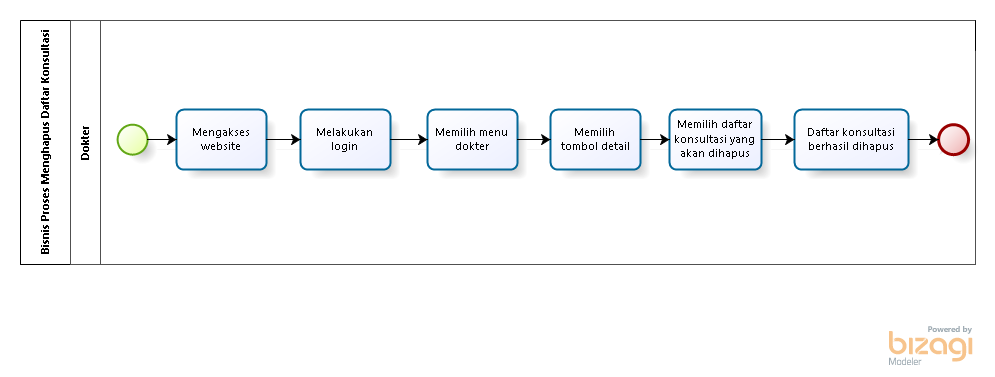 Bisnis Proses Menghapus Daftar Konsultasi
Dokter
Mengakses
website
Melakukan
login
Memilih menu
dokter
Memilih
tombol detail
Memilih daftar
konsultasi yang
akan dihapus
Daftar konsultasi
berhasil dihapus
Powered by
bizagi
Modeler